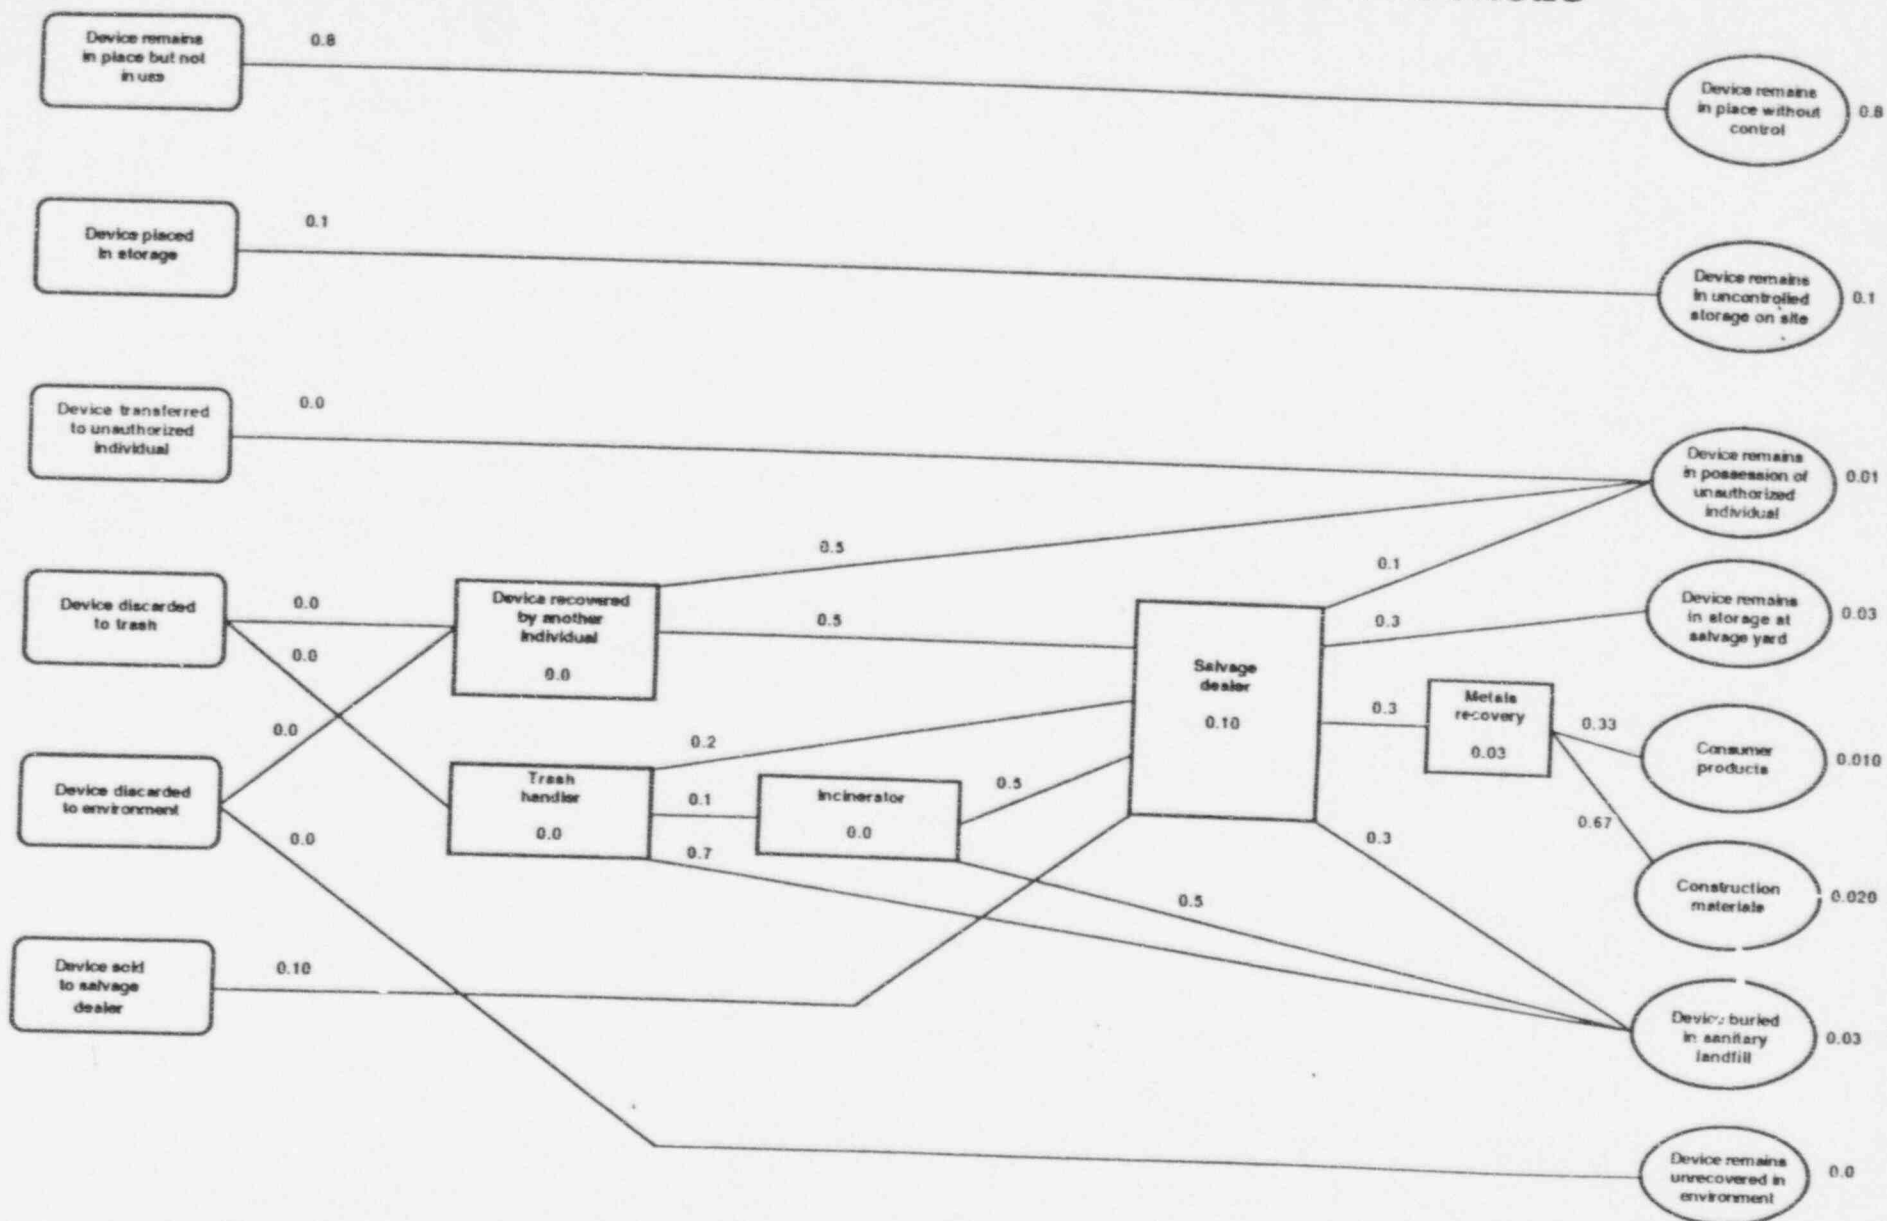 Device remains
in place but not
in use
0.8
Device remains
in place without
control
0.8
Device placed
in storage
0.1
Device remains
in uncontrolled
storage on site
0.1
Device transferred
to unauthorized
individual
0.0
Device remains
in possession of
unauthorized
individual
0.01
0.5
0.1
Device discarded
to trash
0.0
0.0
Device recovered
by another
individual
0.0
0.5
Salvage
dealer
0.10
0.3
Device remains
in storage at
salvage yard
0.03
0.3
Metals
recovery
0.03
0.33
Consumer
products
0.010
0.67
Construction
materials
0.020
0.0
Device discarded
to environment
0.0
Trash
handler
0.0
0.2
0.1
0.7
Incinerator
0.0
0.5
0.5
0.3
Device sold
to salvage
dealer
0.10
Device buried
in sanitary
landfill
0.03
Device remains
unrecovered in
environment
0.0